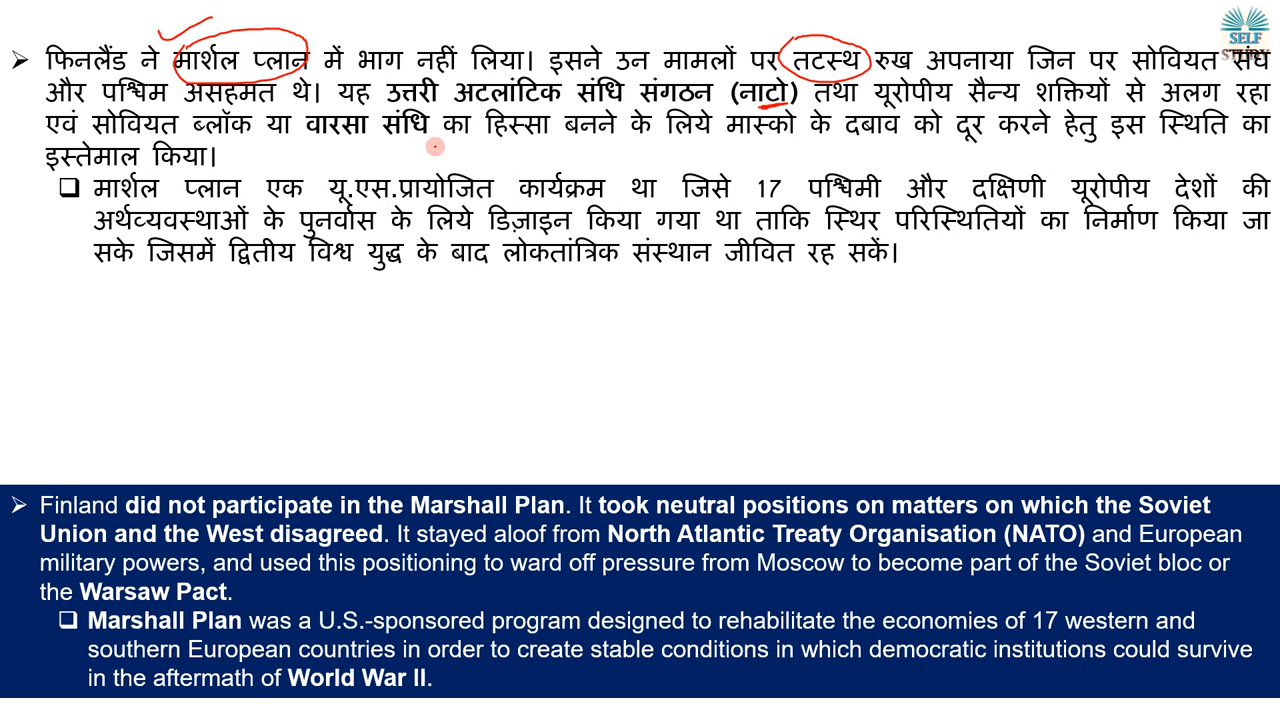 SELF
STUDY
➢ फिनलैंड ने मार्शल प्लान में भाग नहीं लिया। इसने उन मामलों पर तटस्थ रुख अपनाया जिन पर सोवियत संघ
और पश्चिम असहमत थे। यह उत्तरी अटलांटिक संधि संगठन (नाटो) तथा यूरोपीय सैन्य शक्तियों से अलग रहा
एवं सोवियत ब्लॉक या वारसा संधि का हिस्सा बनने के लिये मास्को के दबाव को दूर करने हेतु इस स्थिति का
इस्तेमाल किया।
❑ मार्शल प्लान एक यू.एस.प्रायोजित कार्यक्रम था जिसे 17 पश्चिमी और दक्षिणी यूरोपीय देशों की
अर्थव्यवस्थाओं के पुनर्वास के लिये डिज़ाइन किया गया था ताकि स्थिर परिस्थितियों का निर्माण किया जा
सके जिसमें द्वितीय विश्व युद्ध के बाद लोकतांत्रिक संस्थान जीवित रह सकें।
➢ Finland did not participate in the Marshall Plan. It took neutral positions on matters on which the Soviet
Union and the West disagreed. It stayed aloof from North Atlantic Treaty Organisation (NATO) and European
military powers, and used this positioning to ward off pressure from Moscow to become part of the Soviet bloc or
the Warsaw Pact.
❑ Marshall Plan was a U.S.-sponsored program designed to rehabilitate the economies of 17 western and
southern European countries in order to create stable conditions in which democratic institutions could survive
in the aftermath of World War II.